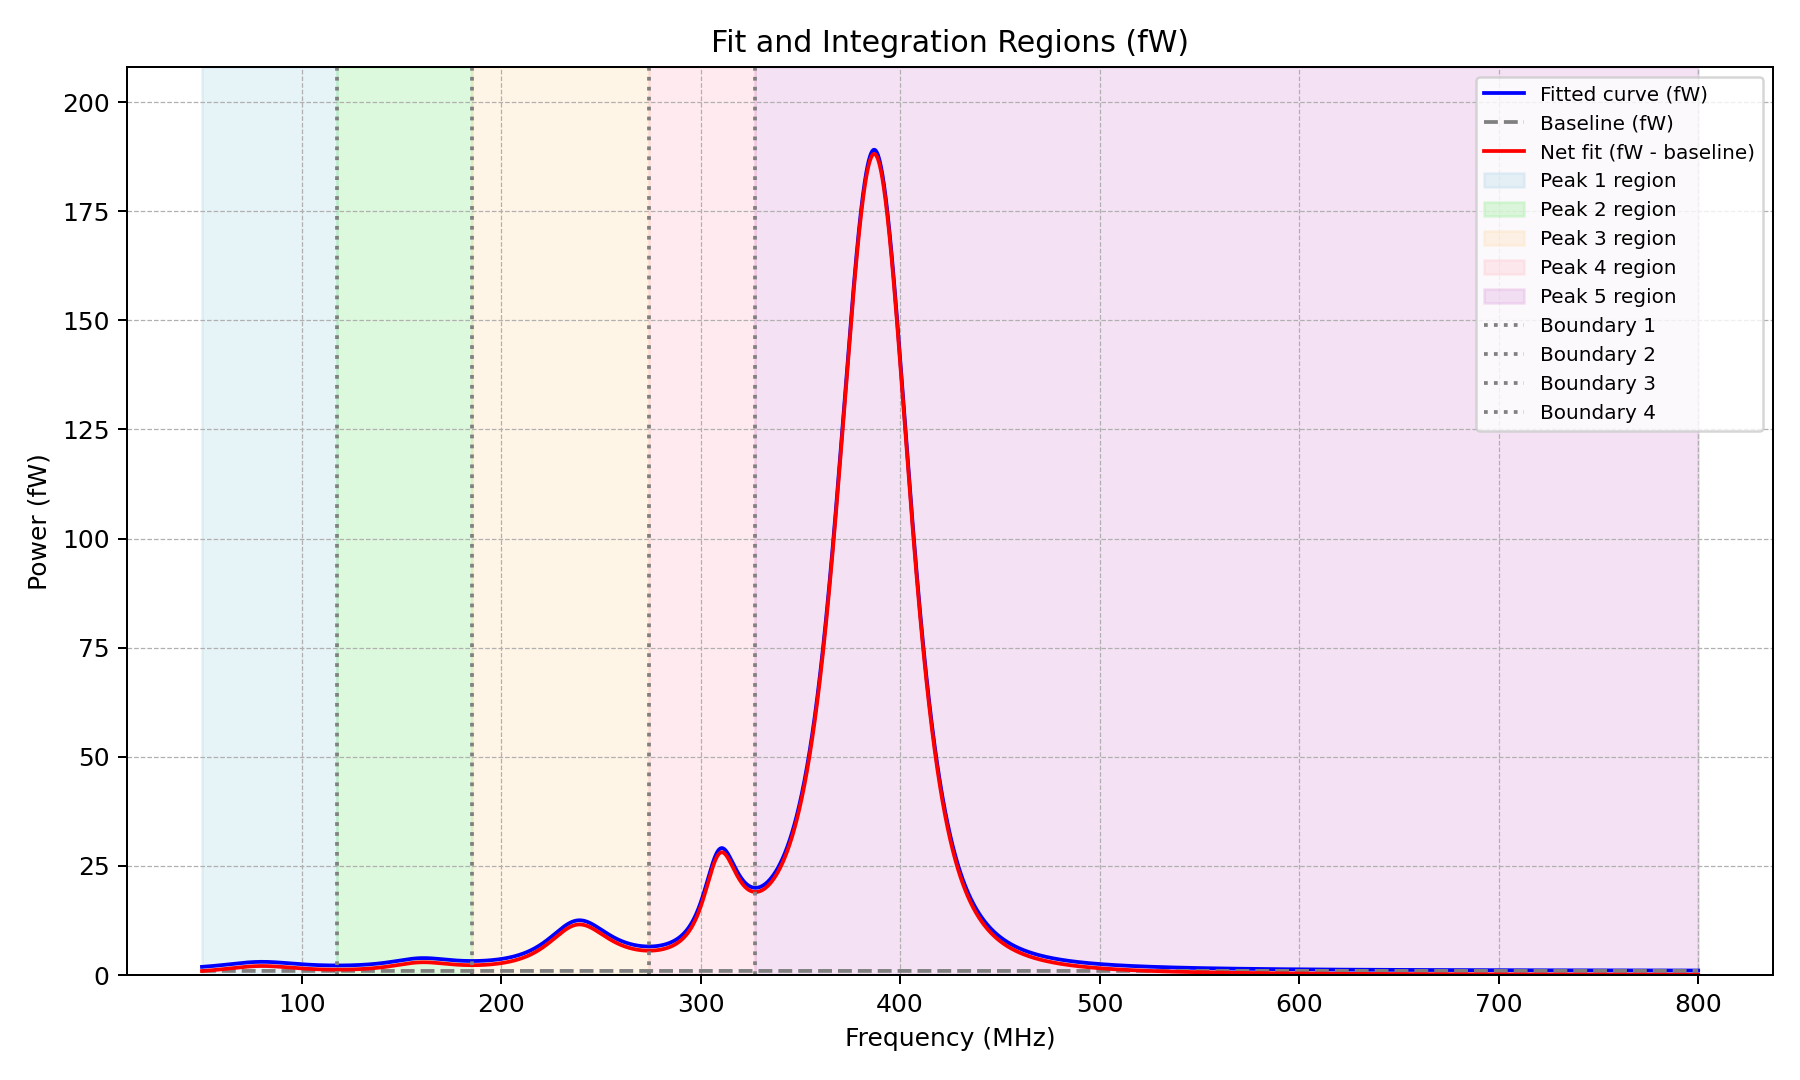 Fit and Integration Regions (fW)
Power (fW)
200
175
150
125
100
75
50
25
0
Fitted curve (fW)
Baseline (fW)
Net fit (fW - baseline)
Peak 1 region
Peak 2 region
Peak 3 region
Peak 4 region
Peak 5 region
Boundary 1
Boundary 2
Boundary 3
Boundary 4
100 200 300 400 500 600 700 800
Frequency (MHz)